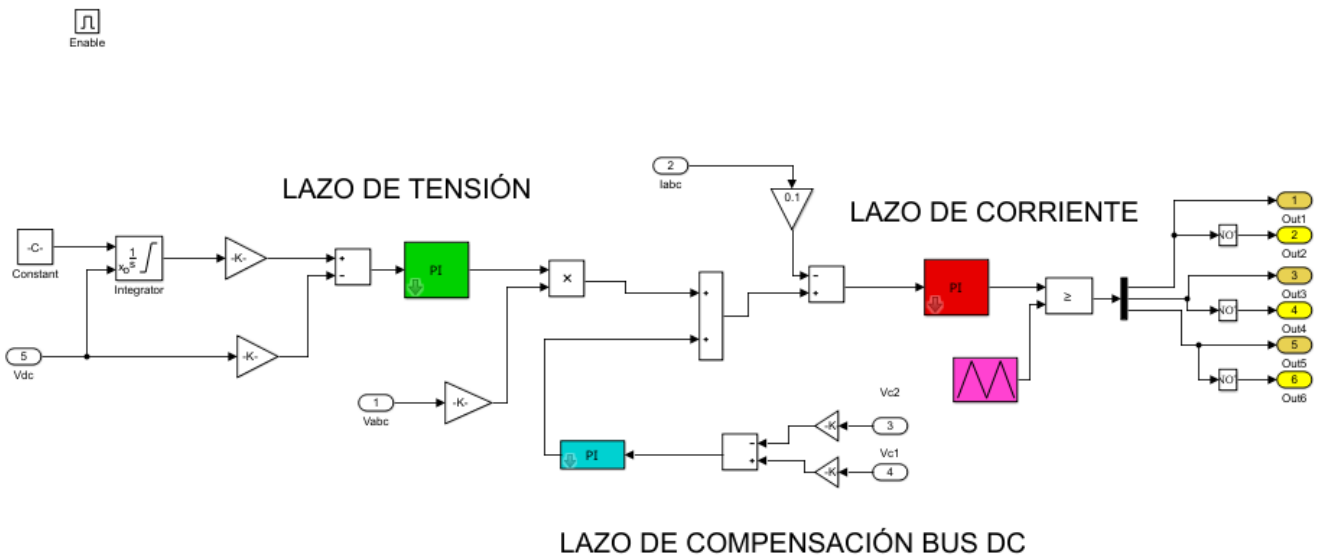 Enable
LAZO DE TENSIÓN
2
Iabc
0.1
LAZO DE CORRIENTE
-C-
Constant
1
s
xo
Integrator
-K-
+
−
PI
×
+
+
−
+
PI
≥
1
Out1
NOT
2
Out2
3
Out3
NOT
4
Out4
5
Out5
NOT
6
Out6
5
Vdc
-K-
1
Vabc
-K-
Vc2
-K
3
Vc1
-K
4
−
+
PI
LAZO DE COMPENSACIÓN BUS DC